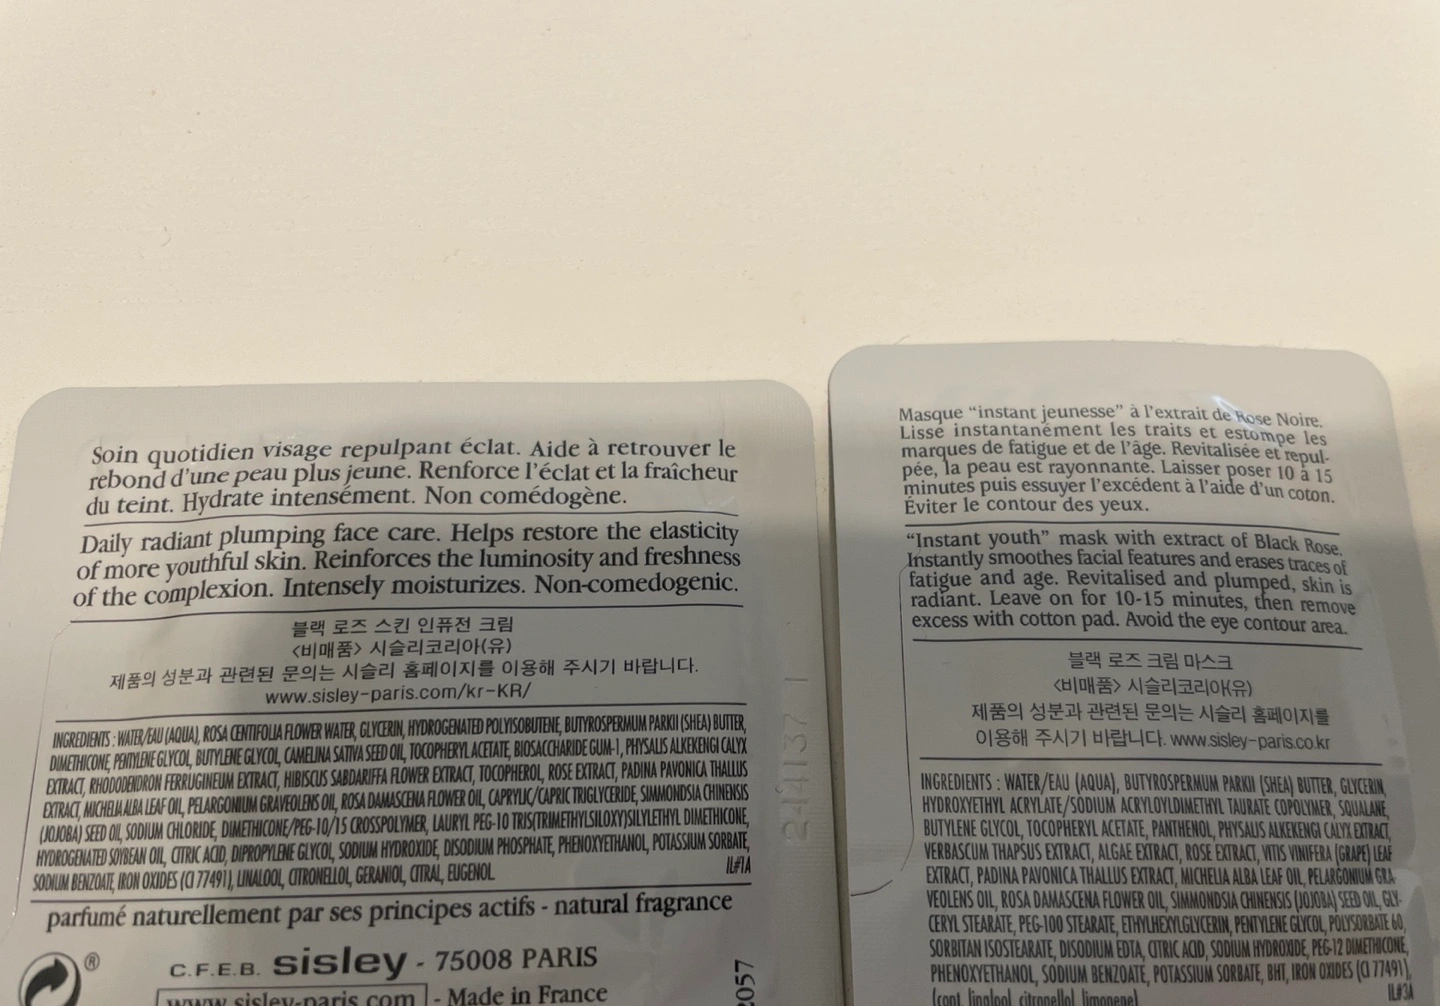 Soin quotidien visage repulpant éclat. Aide à retrouver le
rebond d'une peau plus jeune. Renforce l'éclat et la fraîcheur
du teint. Hydrate intensément. Non comédogène.
Daily radiant plumping face care. Helps restore the elasticity
of more youthful skin. Reinforces the luminosity and freshness
of the complexion. Intensely moisturizes. Non-comedogenic.
블랙 로즈 스킨 인퓨전 크림
<비매품> 시슬리코리아(유)
제품의 성분과 관련된 문의는 시슬리 홈페이지를 이용해 주시기 바랍니다.
www.sisley-paris.com/kr-KR/
INGREDIENTS : WATER/EAU (AQUA), ROSA CENTIFOLIA FLOWER WATER, GLYCERIN, HYDROGENATED POLYISOBUTENE, BUTYROSPERMUM PARKII (SHEA) BUTTER,
DIMETHICONE, PENTYLENE GLYCOL, BUTYLENE GLYCOL, CAMELINA SATIVA SEED OIL, TOCOPHERYL ACETATE, BIOSACCHARIDE GUM-1, PHYSALIS ALKEKENGI CALYX
EXTRACT, RHODODENDRON FERRUGINEUM EXTRACT, HIBISCUS SABDARIFFA FLOWER EXTRACT, TOCOPHEROL, ROSE EXTRACT, PADINA PAVONICA THALLUS
EXTRACT, MICHELIA ALBA LEAF OIL, PELARGONIUM GRAVEOLENS OIL, ROSA DAMASCENA FLOWER OIL, CAPRYLIC/CAPRIC TRIGLYCERIDE, SIMMONDSIA CHINENSIS
(JOJOBA) SEED OIL, SODIUM CHLORIDE, DIMETHICONE/PEG-10/15 CROSSPOLYMER, LAURYL PEG-10 TRIS(TRIMETHYLSILOXY)SILYLETHYL DIMETHICONE,
HYDROGENATED SOYBEAN OIL, CITRIC ACID, DIPROPYLENE GLYCOL, SODIUM HYDROXIDE, DISODIUM PHOSPHATE, PHENOXYETHANOL, POTASSIUM SORBATE,
SODIUM BENZOATE, IRON OXIDES (CI 77491), LINALOOL, CITRONELLOL, GERANIOL, CITRAL, EUGENOL. IL#1A
parfumé naturellement par ses principes actifs - natural fragrance
® C.F.E.B. sisley - 75008 PARIS
www.sisley-paris.com - Made in France
2057
24137 1
Masque "instant jeunesse" à l'extrait de Rose Noire.
Lisse instantanément les traits et estompe les
marques de fatigue et de l'âge. Revitalisée et repul-
pée, la peau est rayonnante. Laisser poser 10 à 15
minutes puis essuyer l'excédent à l'aide d'un coton.
Éviter le contour des yeux.
"Instant youth" mask with extract of Black Rose.
Instantly smoothes facial features and erases traces of
fatigue and age. Revitalised and plumped, skin is
radiant. Leave on for 10-15 minutes, then remove
excess with cotton pad. Avoid the eye contour area.
블랙 로즈 크림 마스크
<비매품> 시슬리코리아(유)
제품의 성분과 관련된 문의는 시슬리 홈페이지를
이용해 주시기 바랍니다. www.sisley-paris.co.kr
INGREDIENTS : WATER/EAU (AQUA), BUTYROSPERMUM PARKII (SHEA) BUTTER, GLYCERIN,
HYDROXYETHYL ACRYLATE/SODIUM ACRYLOYLDIMETHYL TAURATE COPOLYMER, SQUALANE,
BUTYLENE GLYCOL, TOCOPHERYL ACETATE, PANTHENOL, PHYSALIS ALKEKENGI CALYX EXTRACT,
VERBASCUM THAPSUS EXTRACT, ALGAE EXTRACT, ROSE EXTRACT, VITIS VINIFERA (GRAPE) LEAF
EXTRACT, PADINA PAVONICA THALLUS EXTRACT, MICHELIA ALBA LEAF OIL, PELARGONIUM GRA-
VEOLENS OIL, ROSA DAMASCENA FLOWER OIL, SIMMONDSIA CHINENSIS (JOJOBA) SEED OIL, GLY-
CERYL STEARATE, PEG-100 STEARATE, ETHYLHEXYLGLYCERIN, PENTYLENE GLYCOL, POLYSORBATE 60,
SORBITAN ISOSTEARATE, DISODIUM EDTA, CITRIC ACID, SODIUM HYDROXIDE, PEG-12 DIMETHICONE,
PHENOXYETHANOL, SODIUM BENZOATE, POTASSIUM SORBATE, BHT, IRON OXIDES (CI 77491),
(cont. linalool, citronellol, limonene) IL#3A